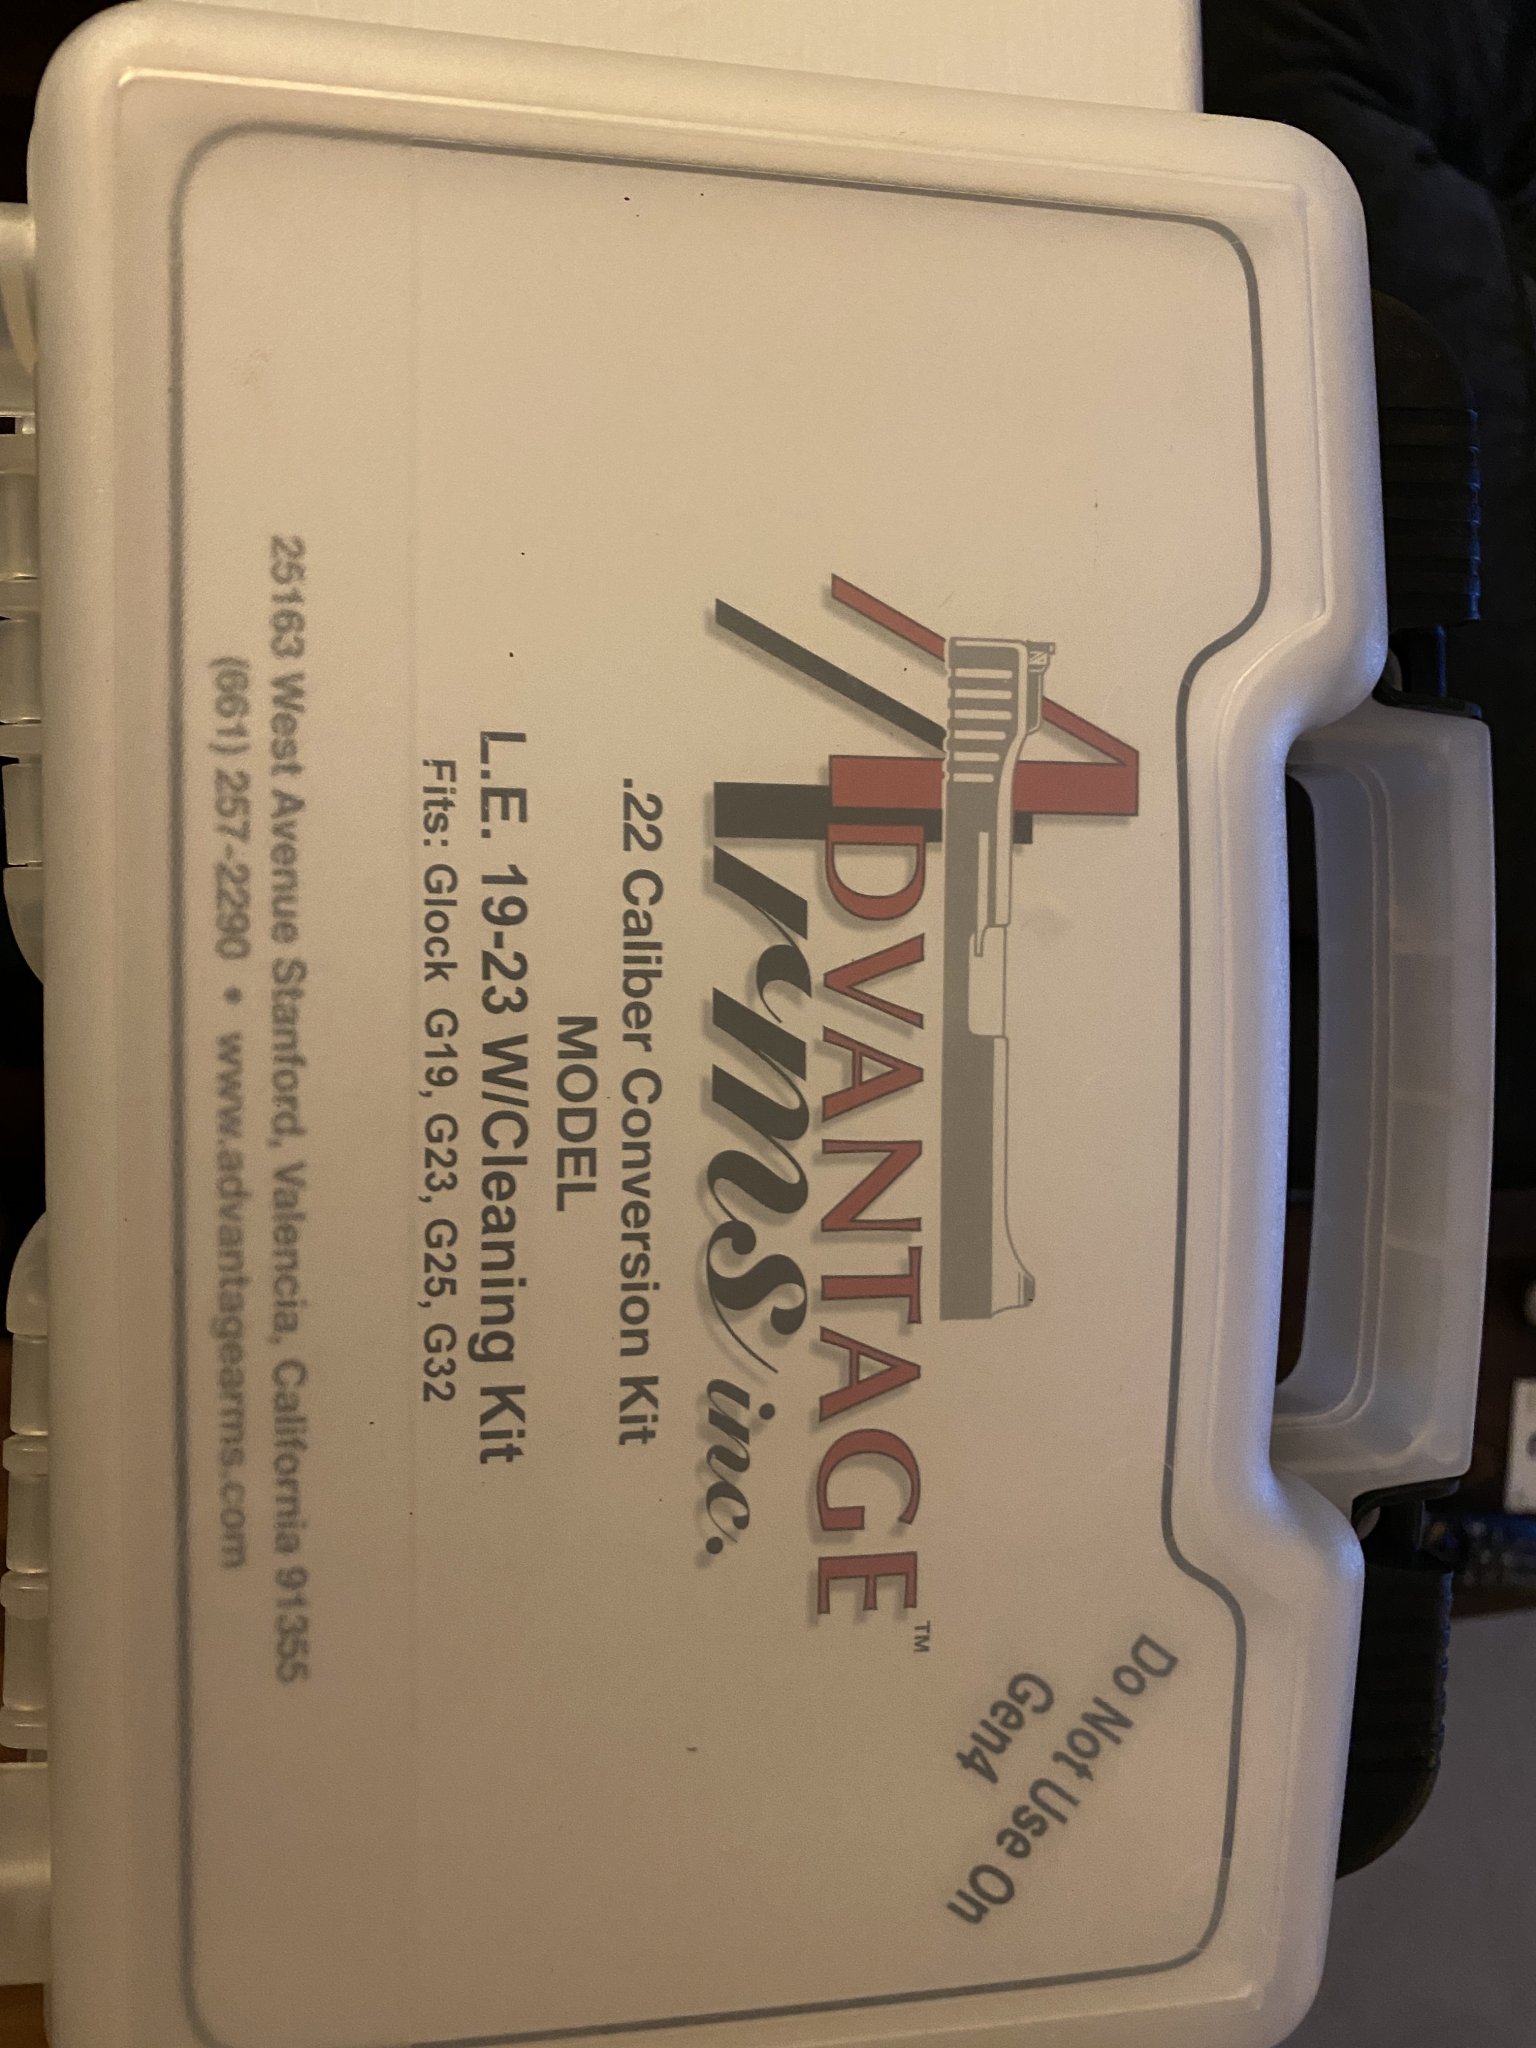 ADVANTAGE™
Arms inc.
Do Not Use On
Gen4
.22 Caliber Conversion Kit
MODEL
L.E. 19-23 W/Cleaning Kit
Fits: Glock G19, G23, G25, G32
25163 West Avenue Stanford, Valencia, California 91355
(661) 257-2290 • www.advantagearms.com